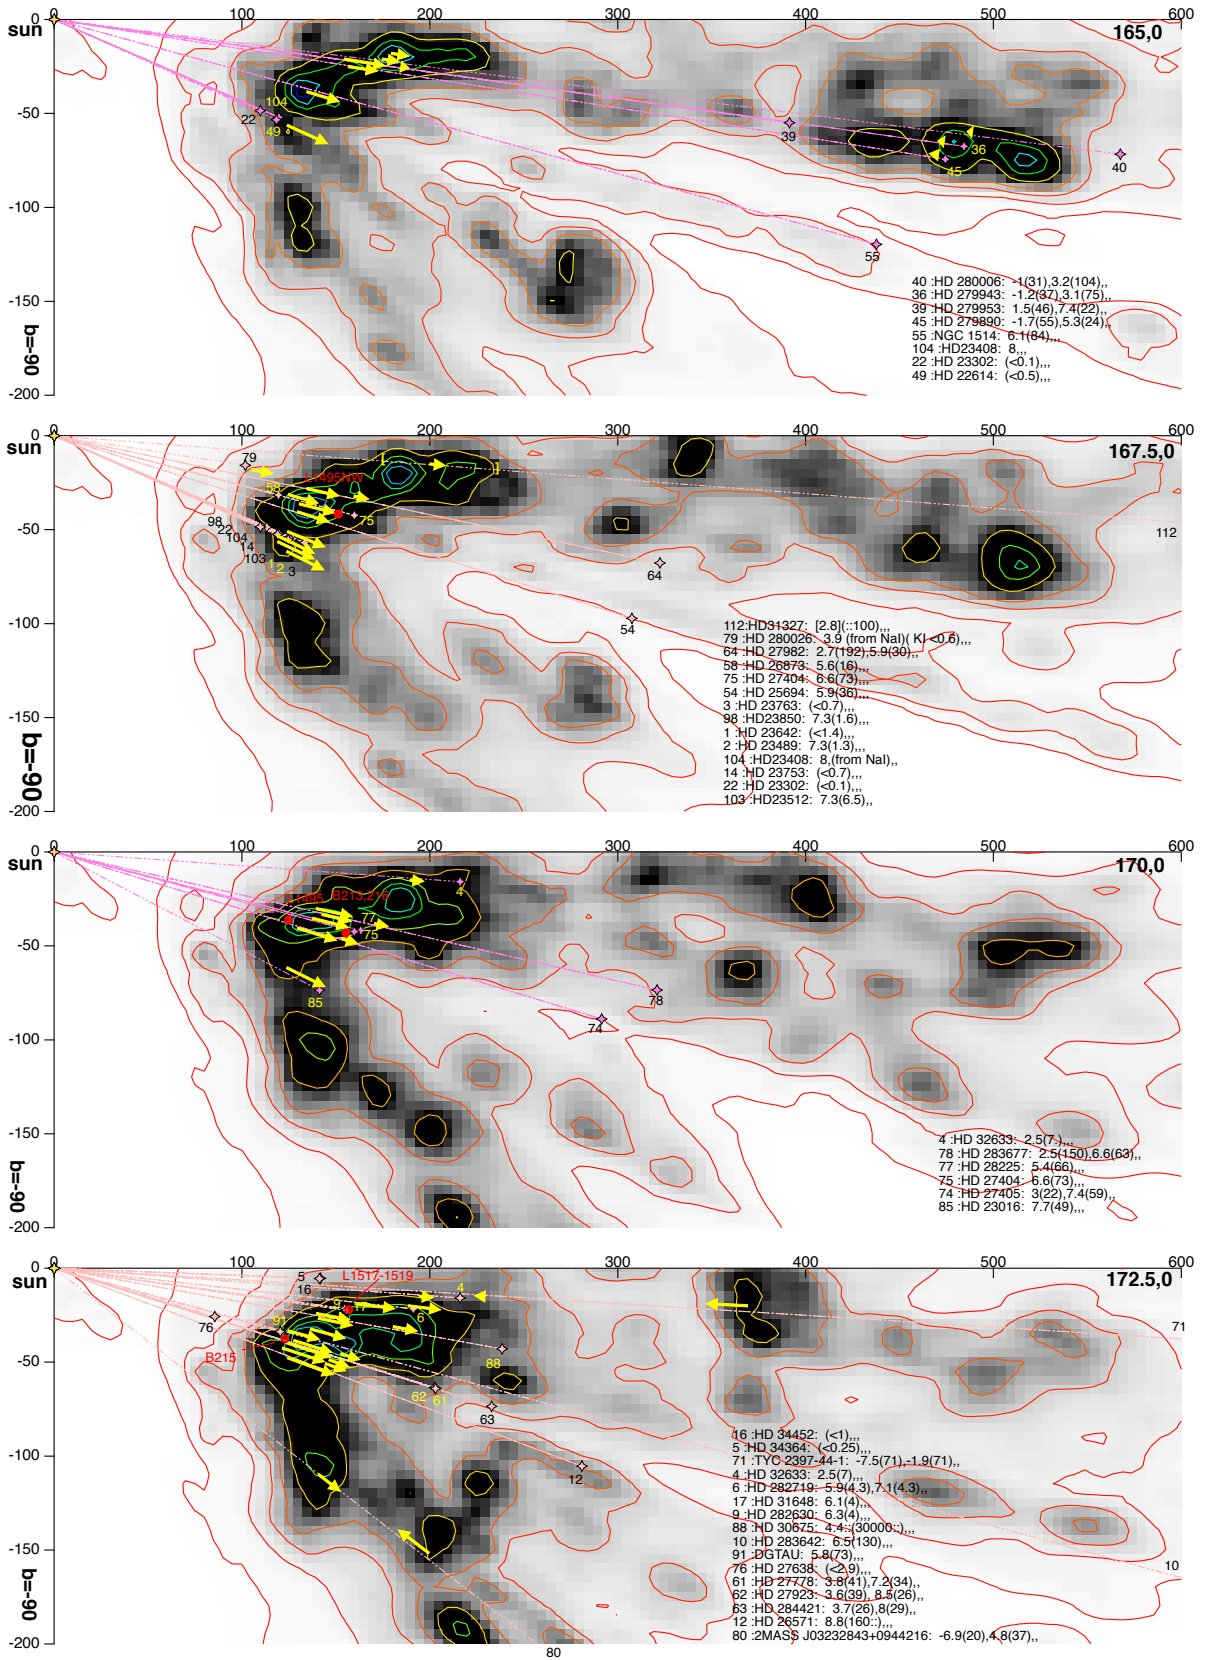 0 100 200 300 400 500 600
sun
165,0
-50
-100
-150
-200
b=-90
104
22
49
39
36
45
40
55
40 :HD 280006: -1(31),3.2(104),,
36 :HD 279943: -1.2(37),3.1(75),,
39 :HD 279953: 1.5(46),7.4(22),,
45 :HD 279890: -1.7(55),5.3(24),,
55 :NGC 1514: 6.1(84),,,
104 :HD23408: 8,,,
22 :HD 23302: (<0.1),,,
49 :HD 22614: (<0.5),,,
0 100 200 300 400 500 600
sun
167.5,0
-50
-100
-150
-200
b=-90
79
58
L1495NW
75
98
22
104
14
103
1 2
3
64
54
112
112:HD31327: [2.8](::100),,,
79 :HD 280026: 3.9 (from NaI)( KI <0.6),,,
64 :HD 27982: 2.7(192),5.9(30),,
58 :HD 26873: 5.6(16),,,
75 :HD 27404: 6.6(73),,,
54 :HD 25694: 5.9(36),,,
3 :HD 23763: (<0.7),,,
98 :HD23850: 7.3(1.6),,,
1 :HD 23642: (<1.4),,,
2 :HD 23489: 7.3(1.3),,,
104 :HD23408: 8,(from NaI),,
14 :HD 23753: (<0.7),,,
22 :HD 23302: (<0.1),,,
103 :HD23512: 7.3(6.5),,
0 100 200 300 400 500 600
sun
170,0
-50
-100
-150
-200
b=-90
L1495
B213,216
4
77
75
85
78
74
4 :HD 32633: 2.5(7.),,,
78 :HD 283677: 2.5(150),6.6(63),,
77 :HD 28225: 5.4(66),,,
75 :HD 27404: 6.6(73),,,
74 :HD 27405: 3(22),7.4(59),,
85 :HD 23016: 7.7(49),,,
0 100 200 300 400 500 600
sun
172.5,0
-50
-100
-150
-200
b=-90
5
16
L1517-1519
4
9
17
6
76
91
B215
88
62 61
63
12
71
10
80
16 :HD 34452: (<1),,,
5 :HD 34364: (<0.25),,,
71 :TYC 2397-44-1: -7.5(71),-1.9(71),,
4 :HD 32633: 2.5(7),,,
6 :HD 282719: 5.9(4.3),7.1(4.3),,
17 :HD 31648: 6.1(4),,,
9 :HD 282630: 6.3(4),,,
88 :HD 30675: 4.4::(30000::),,,
10 :HD 283642: 6.5(130),,,
91 :DGTAU: 5.8(73),,,
76 :HD 27638: (<2.9),,,
61 :HD 27778: 3.8(41),7.2(34),,
62 :HD 27923: 3.6(39), 8.5(26),,
63 :HD 284421: 3.7(26),8(29),,
12 :HD 26571: 8.8(160::),,,
80 :2MASS J03232843+0944216: -6.9(20),4.8(37),,